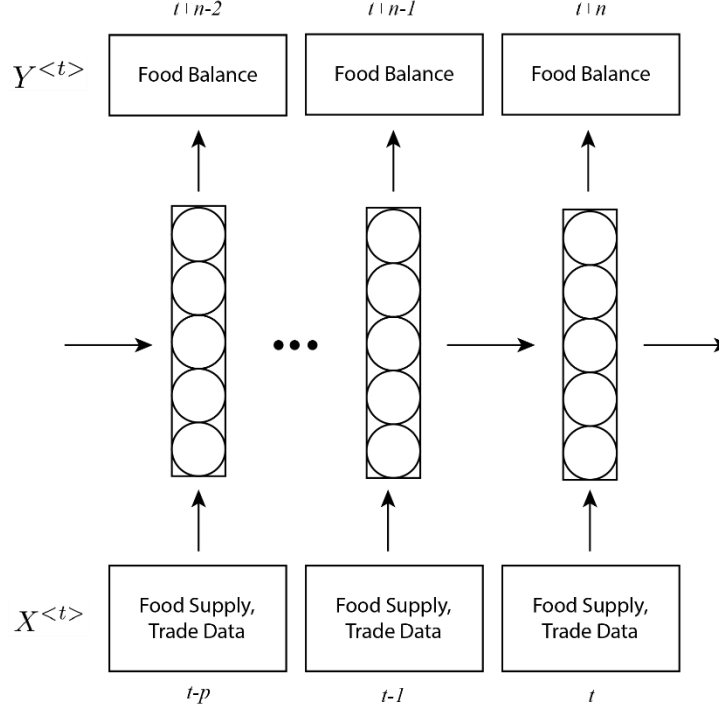 t+n-2 t+n-1 t+n
Y<t> Food Balance Food Balance Food Balance
X<t> Food Supply, Trade Data Food Supply, Trade Data Food Supply, Trade Data
t-p t-1 t